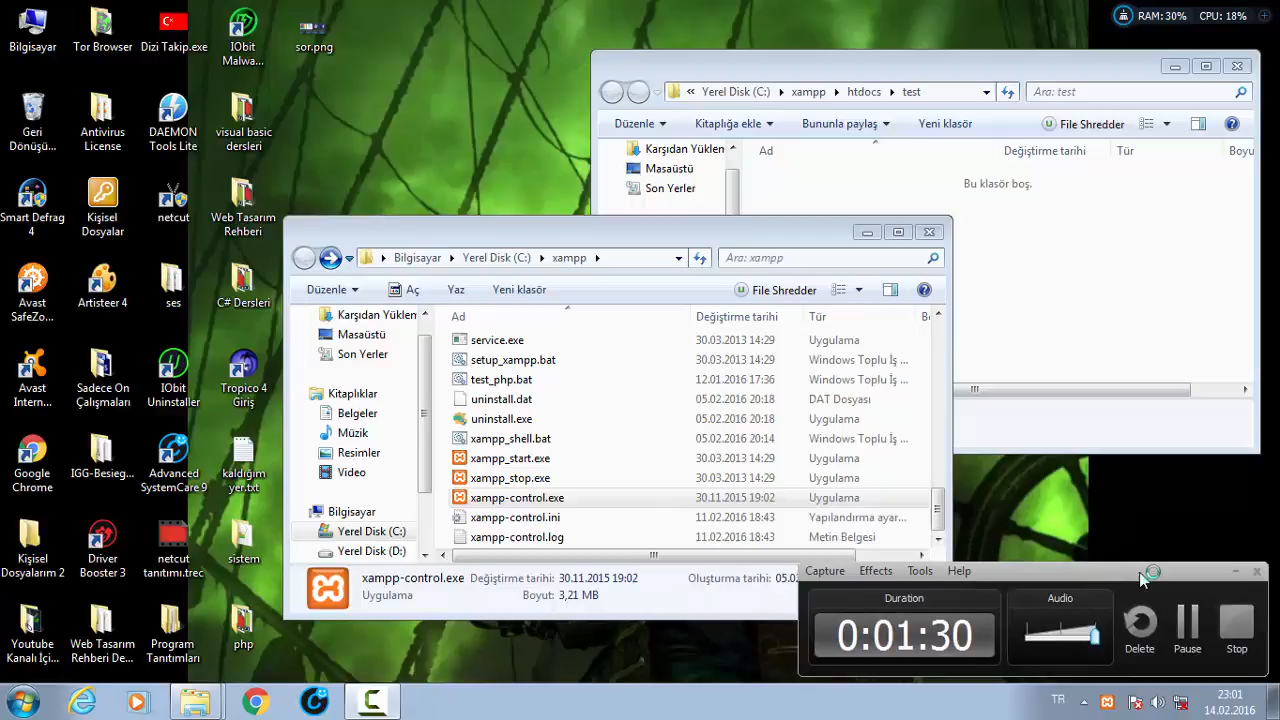 RAM: 30% CPU: 18%
Bilgisayar
Tor Browser
Dizi Takip.exe
IObit
Malwa...
sor.png
Geri
Dönüşü...
Antivirus
License
DAEMON
Tools Lite
visual basic
dersleri
Smart Defrag
4
Kişisel
Dosyalar
netcut
Web Tasarım
Rehberi
Avast
SafeZo...
Artisteer 4
ses
C# Dersleri
Avast
Intern...
Sadece On
Çalışmaları
IObit
Uninstaller
Tropico 4
Giriş
Google
Chrome
IGG-Besieg...
Advanced
SystemCare 9
kaldığım
yer.txt
Kişisel
Dosyalarım 2
Driver
Booster 3
netcut
tanıtımı.trec
sistem
Youtube
Kanalı İçi...
Web Tasarım
Rehberi De...
Program
Tanıtımları
php
« Yerel Disk (C:) xampp htdocs test
Ara: test
Düzenle Kitaplığa ekle Bununla paylaş Yeni klasör File Shredder
Karşıdan Yüklen
Masaüstü
Son Yerler
Ad Değiştirme tarihi Tür Boyu
Bu klasör boş.
Bilgisayar Yerel Disk (C:) xampp
Ara: xampp
Düzenle Aç Yaz Yeni klasör File Shredder
Karşıdan Yüklen
Masaüstü
Son Yerler
Kitaplıklar
Belgeler
Müzik
Resimler
Video
Bilgisayar
Yerel Disk (C:)
Yerel Disk (D:)
Ad Değiştirme tarihi Tür
service.exe 30.03.2013 14:29 Uygulama
setup_xampp.bat 30.03.2013 14:29 Windows Toplu İş ...
test_php.bat 12.01.2016 17:36 Windows Toplu İş ...
uninstall.dat 05.02.2016 20:18 DAT Dosyası
uninstall.exe 05.02.2016 20:18 Uygulama
xampp_shell.bat 05.02.2016 20:14 Windows Toplu İş ...
xampp_start.exe 30.03.2013 14:29 Uygulama
xampp_stop.exe 30.03.2013 14:29 Uygulama
xampp-control.exe 30.11.2015 19:02 Uygulama
xampp-control.ini 11.02.2016 18:43 Yapılandırma ayar...
xampp-control.log 11.02.2016 18:43 Metin Belgesi
xampp-control.exe Değiştirme tarihi: 30.11.2015 19:02 Oluşturma tarihi: 05.0
Uygulama Boyut: 3,21 MB
Capture Effects Tools Help
Duration Audio
0:01:30
Delete Pause Stop
TR
23:01
14.02.2016